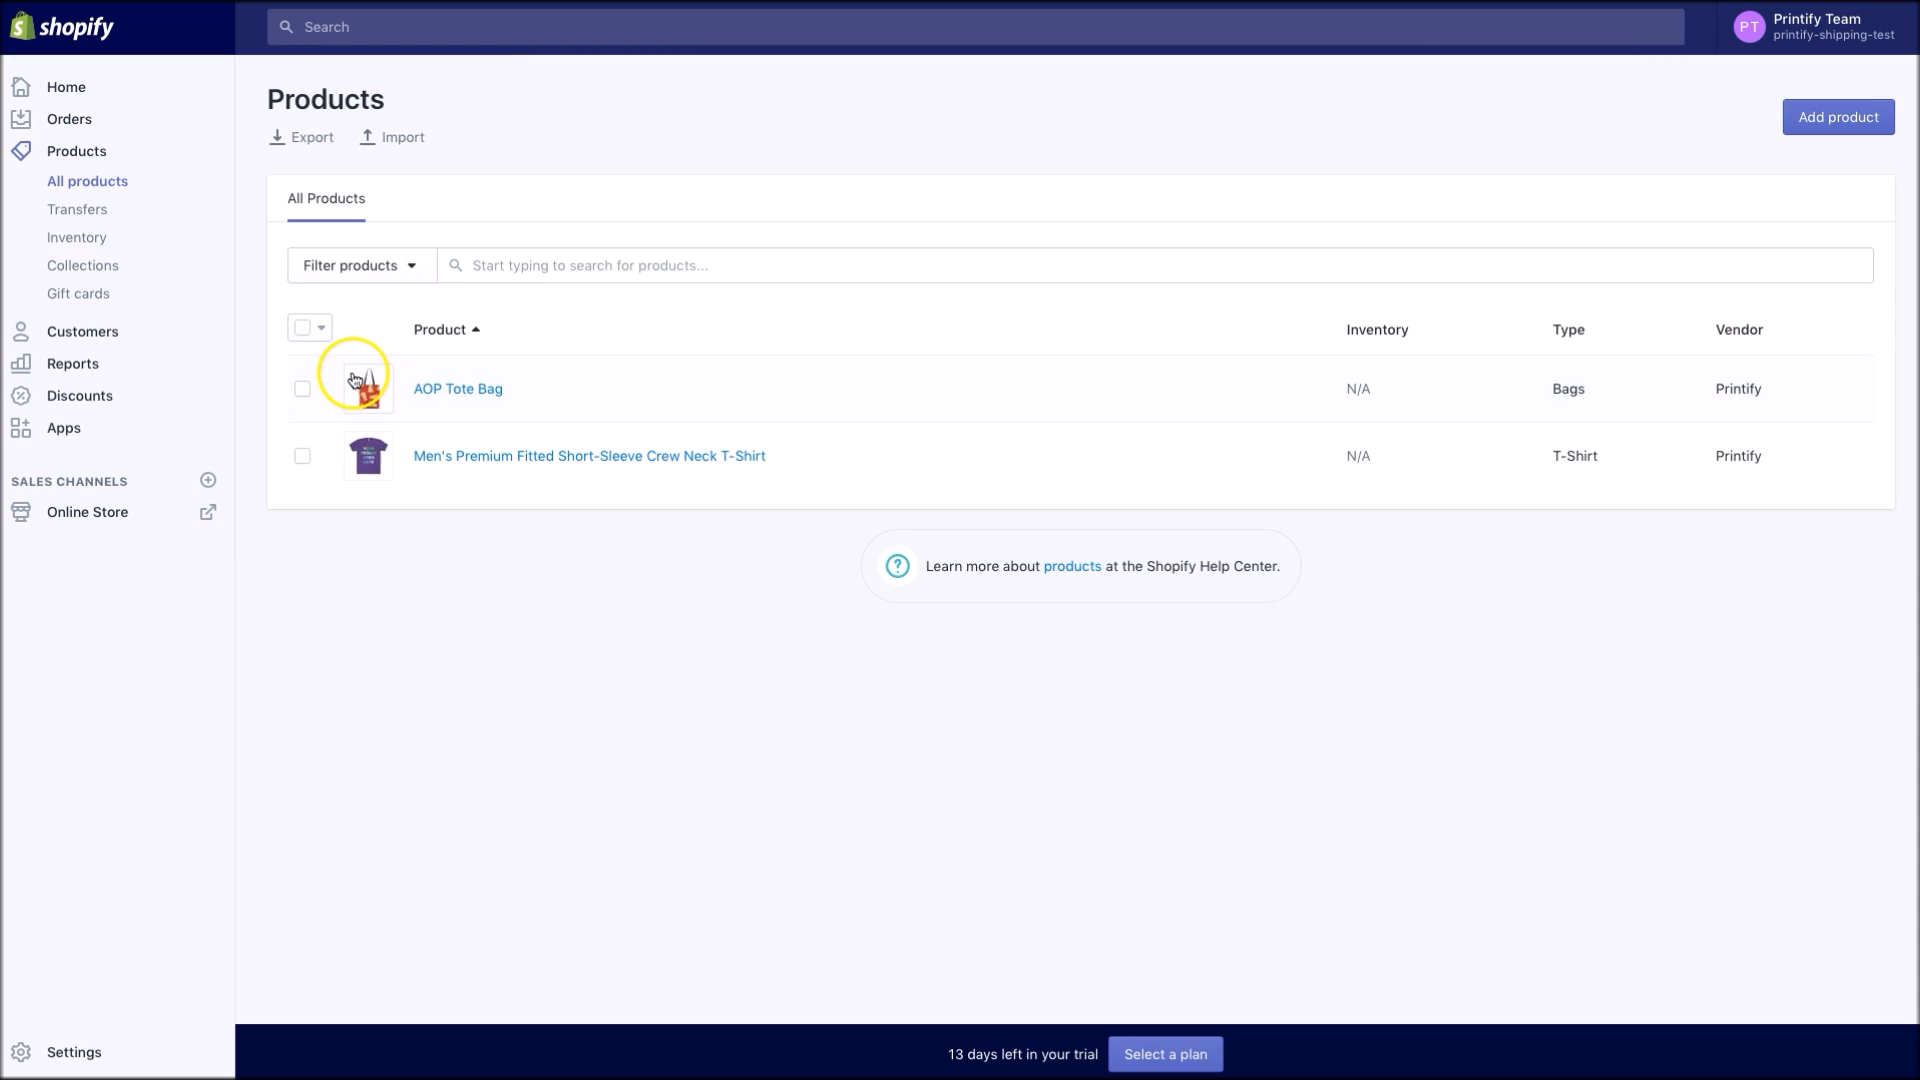 shopify
Search
PT
Printify Team
printify-shipping-test
Home
Orders
Products
All products
Transfers
Inventory
Collections
Gift cards
Customers
Reports
Discounts
Apps
SALES CHANNELS
Online Store
Settings
Products
Export Import
Add product
All Products
Filter products
Start typing to search for products...
Product Inventory Type Vendor
AOP Tote Bag N/A Bags Printify
Men's Premium Fitted Short-Sleeve Crew Neck T-Shirt N/A T-Shirt Printify
Learn more about products at the Shopify Help Center.
13 days left in your trial Select a plan